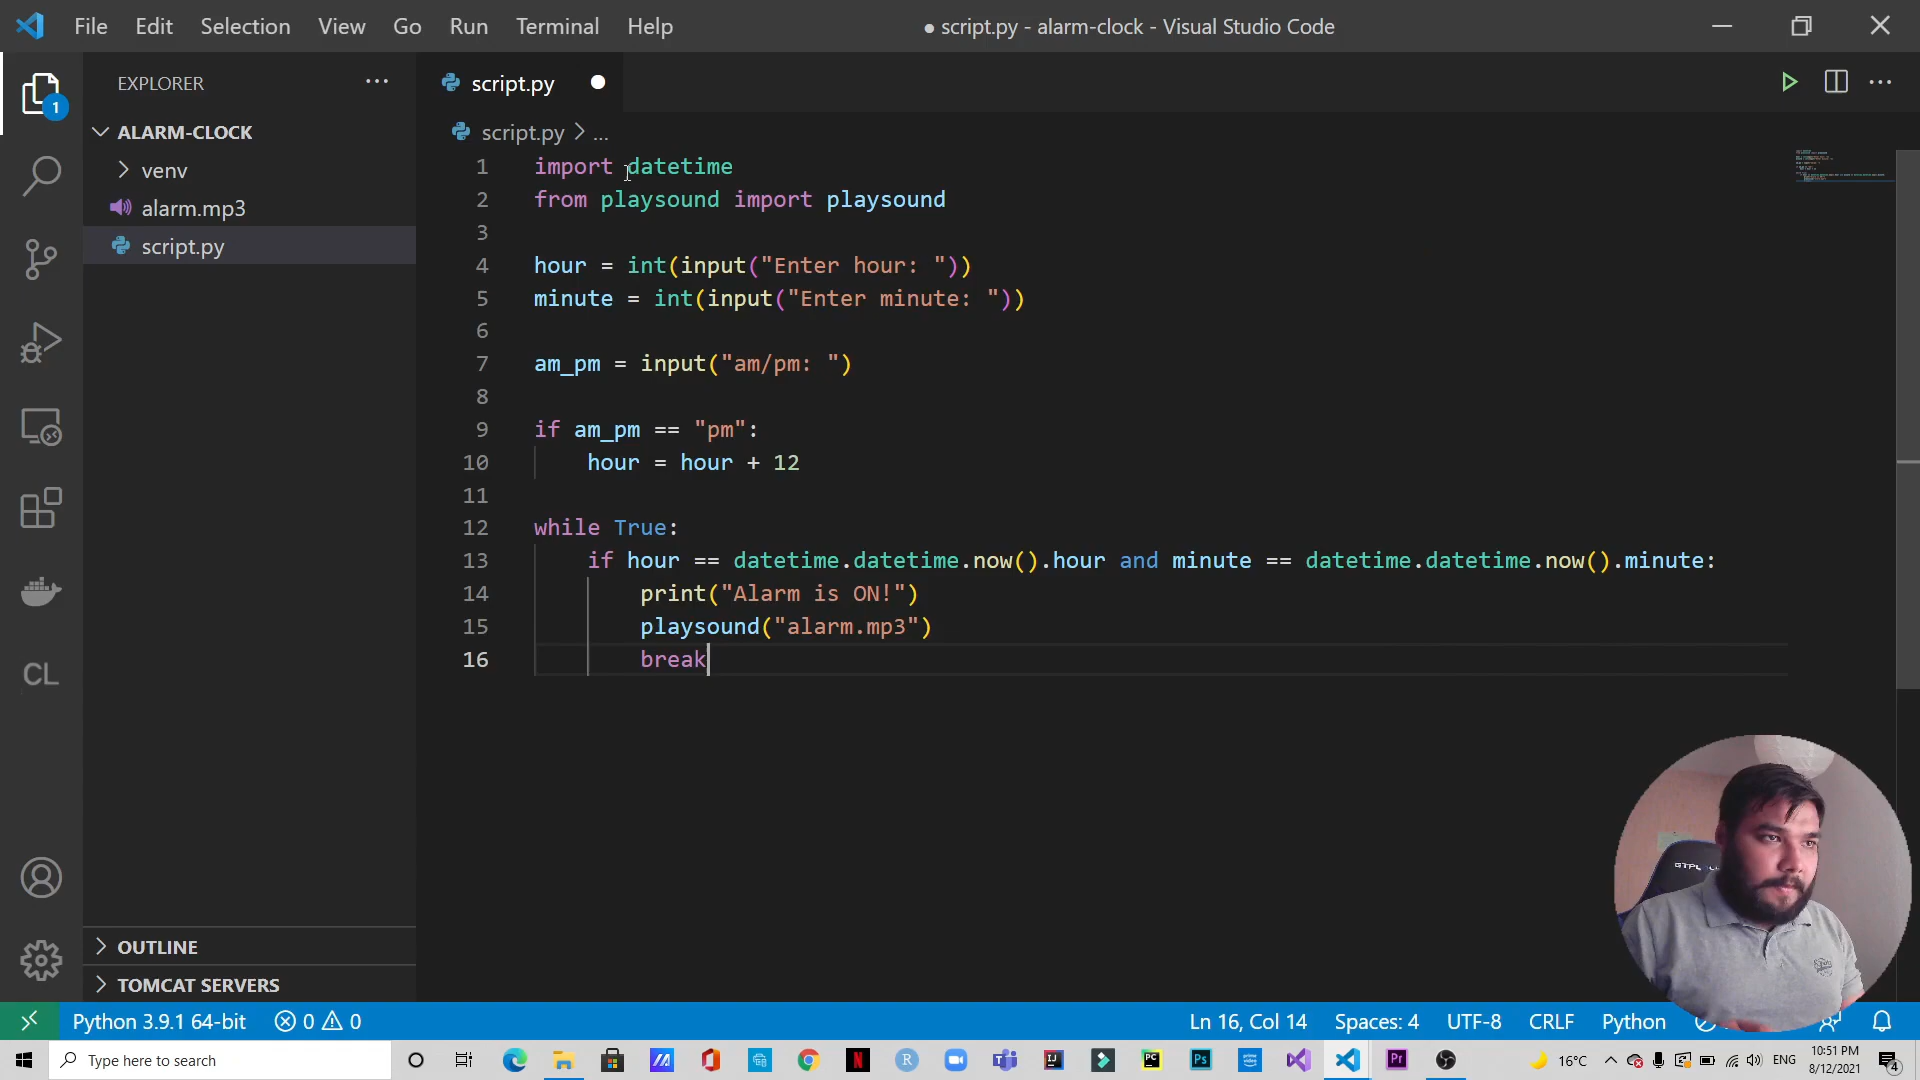 File Edit Selection View Go Run Terminal Help
● script.py - alarm-clock - Visual Studio Code
EXPLORER
1
ALARM-CLOCK
venv
alarm.mp3
script.py
CL
OUTLINE
TOMCAT SERVERS
script.py
script.py > ...
1 import datetime
2 from playsound import playsound
3
4 hour = int(input("Enter hour: "))
5 minute = int(input("Enter minute: "))
6
7 am_pm = input("am/pm: ")
8
9 if am_pm == "pm":
10 hour = hour + 12
11
12 while True:
13 if hour == datetime.datetime.now().hour and minute == datetime.datetime.now().minute:
14 print("Alarm is ON!")
15 playsound("alarm.mp3")
16 break
Python 3.9.1 64-bit 0 0
Ln 16, Col 14 Spaces: 4 UTF-8 CRLF Python
Type here to search
16°C ENG
10:51 PM
8/12/2021
4